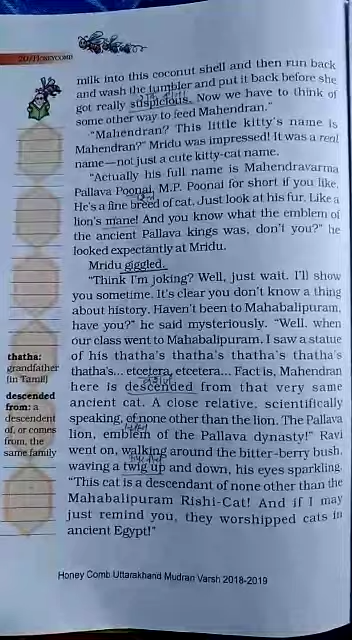 20/HONEYCOMB
milk into this coconut shell and then run back
and wash the tumbler and put it back before she
got really suspicious. Now we have to think of
some other way to feed Mahendran."
"Mahendran? This little kitty's name is
Mahendran?" Mridu was impressed! It was a real
name—not just a cute kitty-cat name.
"Actually his full name is Mahendravarma
Pallava Poonai, M.P. Poonai for short if you like.
He's a fine breed of cat. Just look at his fur. Like a
lion's mane! And you know what the emblem of
the ancient Pallava kings was, don't you?" he
looked expectantly at Mridu.
Mridu giggled.
"Think I'm joking? Well, just wait. I'll show
you sometime. It's clear you don't know a thing
about history. Haven't been to Mahabalipuram,
have you?" he said mysteriously. "Well, when
our class went to Mahabalipuram, I saw a statue
of his thatha's thatha's thatha's thatha's
thatha's... etcetera, etcetera... Fact is, Mahendran
here is descended from that very same
ancient cat. A close relative, scientifically
speaking, of none other than the lion. The Pallava
lion, emblem of the Pallava dynasty!" Ravi
went on, walking around the bitter-berry bush,
waving a twig up and down, his eyes sparkling.
"This cat is a descendant of none other than the
Mahabalipuram Rishi-Cat! And if I may
just remind you, they worshipped cats in
ancient Egypt!"
thatha:
grandfather
(in Tamil)
descended
from: a
descendent
of, or comes
from, the
same family
Honey Comb Uttarakhand Mudran Varsh 2018-2019